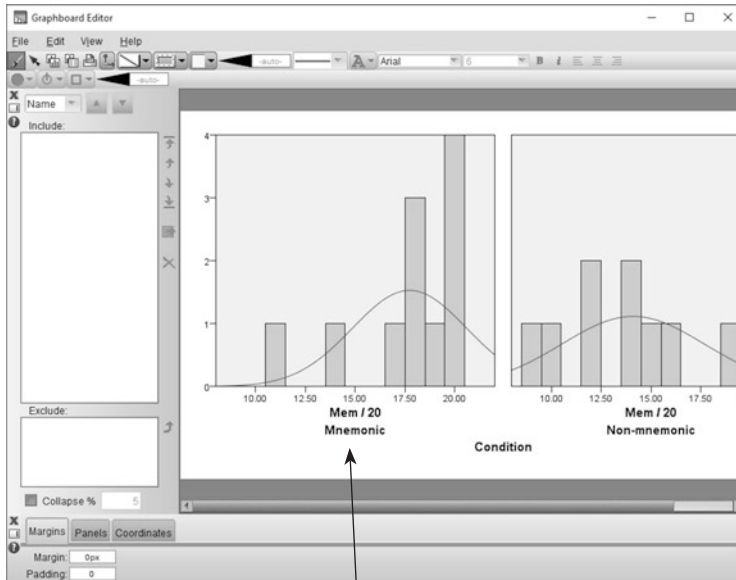 Graphboard Editor
File Edit View Help
-auto- Arial 6 B i
-auto-
Name
Include:
Exclude:
Collapse % 5
4
3
2
1
0
10.00 12.50 15.00 17.50 20.00
Mem / 20
Mnemonic
10.00 12.50 15.00 17.50
Mem / 20
Non-mnemonic
Condition
Margins Panels Coordinates
Margin: 0px
Padding: 0